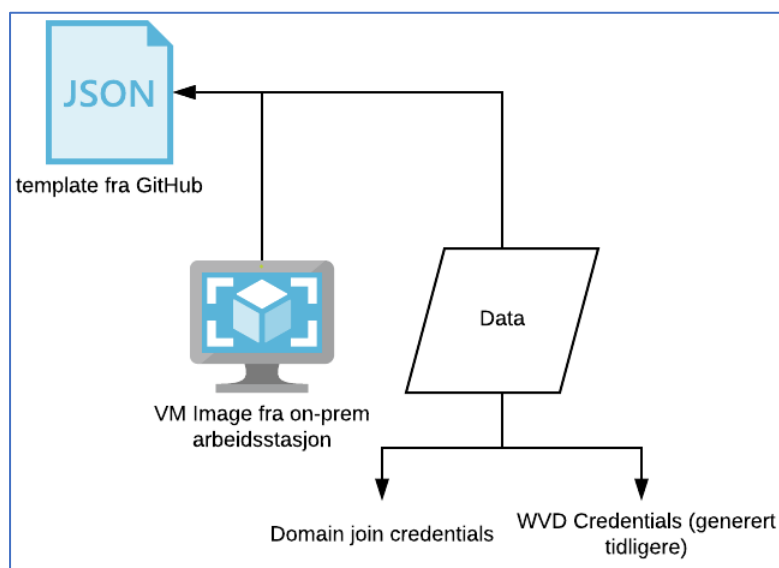 JSON
template fra GitHub
Data
VM Image fra on-prem
arbeidsstasjon
Domain join credentials
WVD Credentials (generert
tidligere)